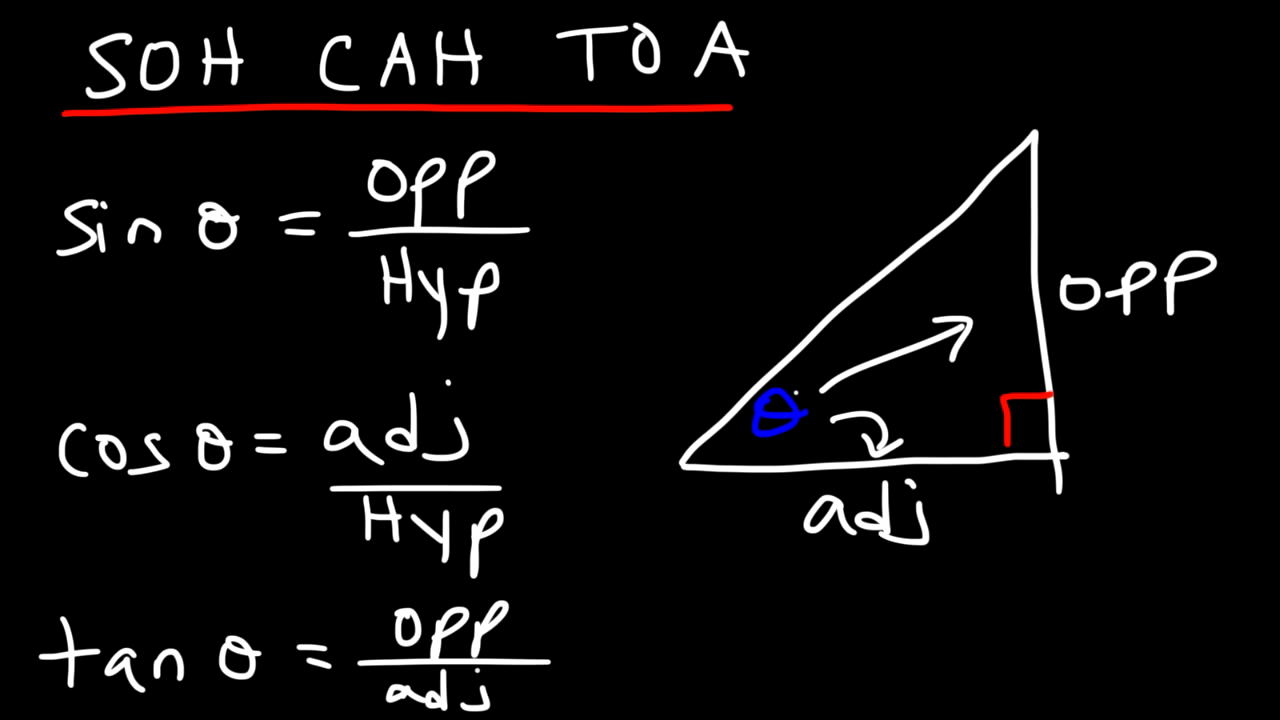 SOH CAH TOA
sin θ = opp
Hyp
cos θ = adj
Hyp
tan θ = opp
adj
θ
opp
adj